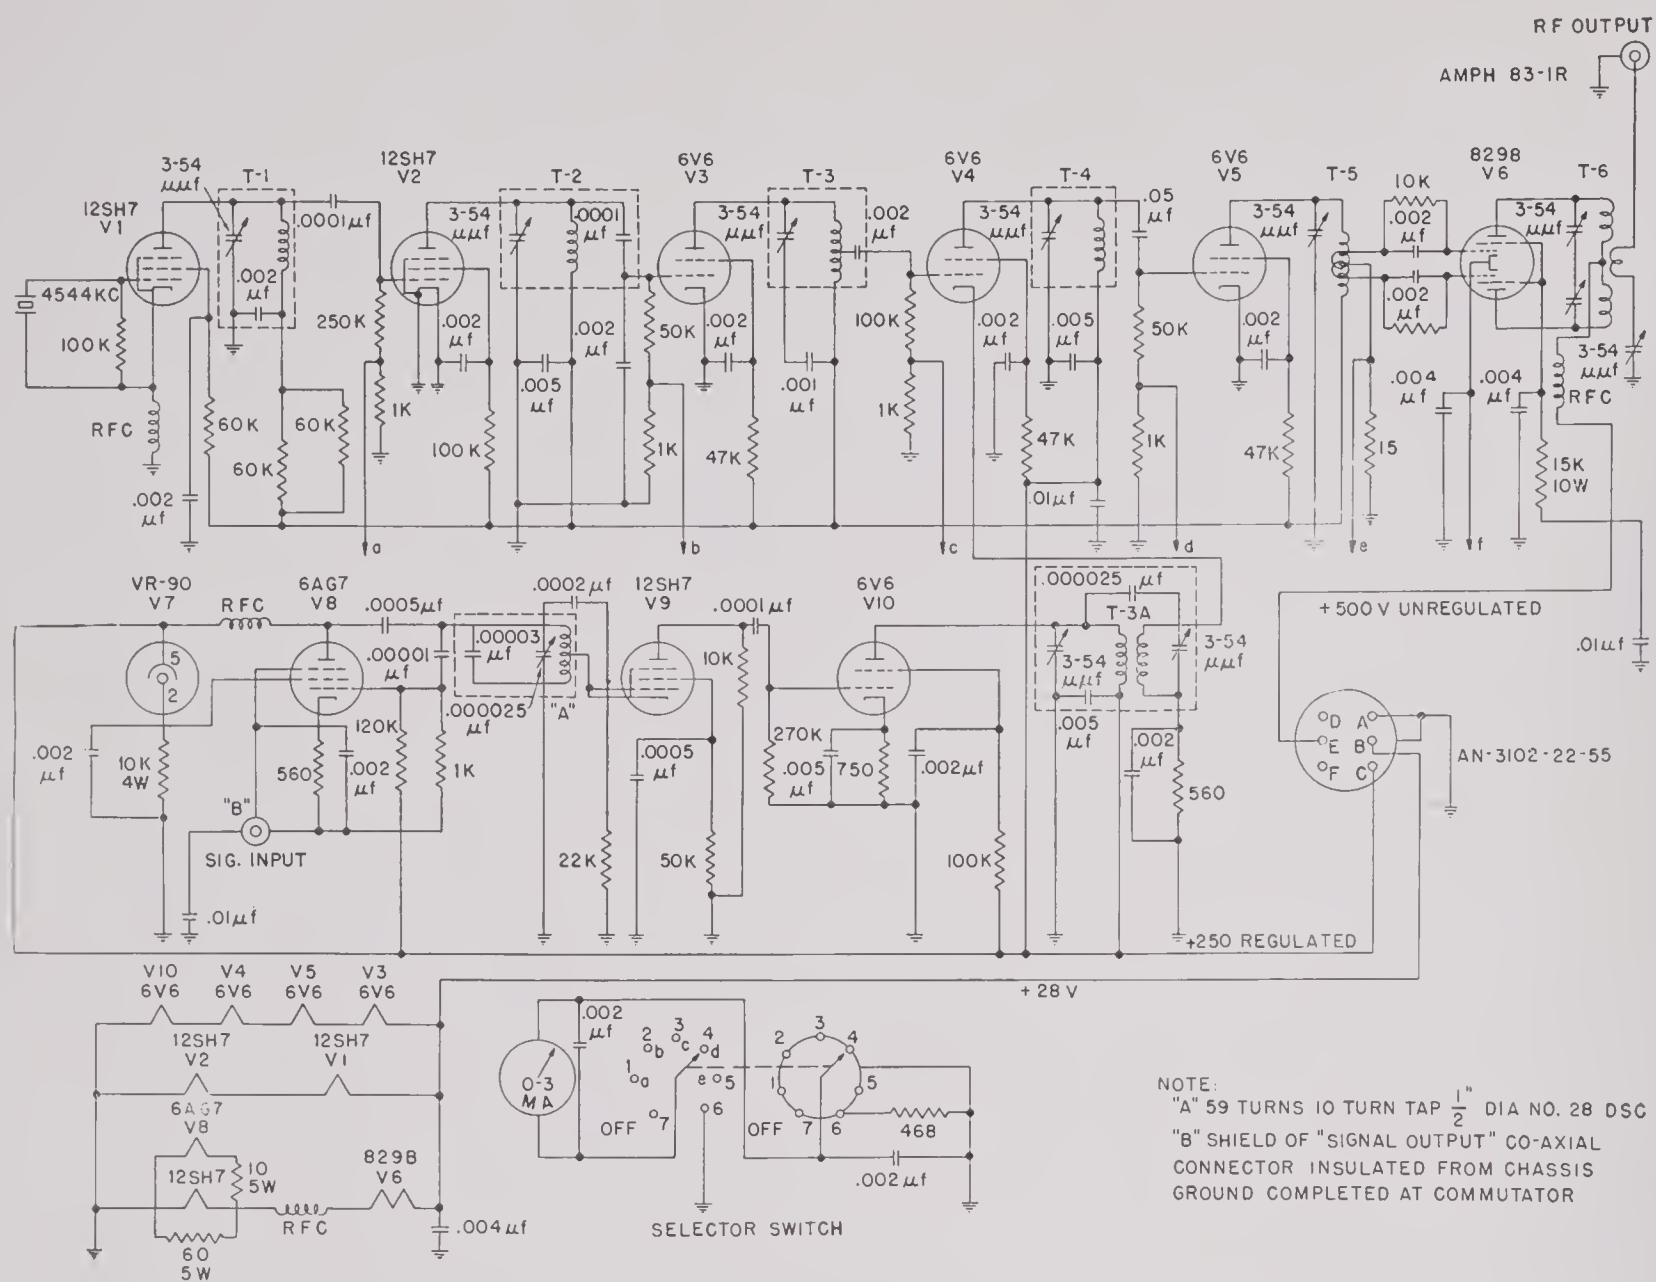 RF OUTPUT
AMPH 83-1R
12SH7
V1
3-54
μμf
T-1
.0001μf
12SH7
V2
3-54
μμf
T-2
.0001
μf
6V6
V3
3-54
μμf
T-3
.002
μf
6V6
V4
3-54
μμf
T-4
.05
μf
6V6
V5
3-54
μμf
T-5
10K
.002
μf
.002
μf
829B
V6
3-54
μμf
T-6
4544KC
100K
RFC
.002
μf
.002
μf
60K
60K
60K
250K
1K
a
.002
μf
100K
.005
μf
.002
μf
50K
1K
b
.002
μf
47K
.001
μf
100K
1K
c
.002
μf
47K
.005
μf
.01μf
50K
1K
d
.002
μf
47K
15
e
.004
μf
f
.004
μf
RFC
3-54
μμf
15K
10W
.01μf
+500 V UNREGULATED
VR-90
V7
5
2
RFC
6AG7
V8
.0005μf
.00001
μf
.00003
μf
.000025
μf
"A"
.0002μf
12SH7
V9
.0001μf
10K
6V6
V10
.000025 μf
T-3A
3-54
μμf
3-54
μμf
.005
μf
.002
μf
10K
4W
560
.002
μf
120K
1K
"B"
SIG. INPUT
.01μf
22K
.0005
μf
50K
270K
.005
μf
750
.002μf
100K
.002
μf
560
D A
E B
F C
AN-3102-22-55
+250 REGULATED
+28 V
V10
6V6
V4
6V6
V5
6V6
V3
6V6
12SH7
V2
12SH7
V1
6AG7
V8
12SH7
10
5W
60
5W
RFC
829B
V6
.004μf
0-3
MA
.002
μf
1 a
2 b
3 c
4 d
e 5
6
7
OFF
1
2
3
4
5
6
7
OFF
468
.002μf
SELECTOR SWITCH
NOTE:
"A" 59 TURNS 10 TURN TAP 1/2" DIA NO. 28 DSC
"B" SHIELD OF "SIGNAL OUTPUT" CO-AXIAL
CONNECTOR INSULATED FROM CHASSIS
GROUND COMPLETED AT COMMUTATOR